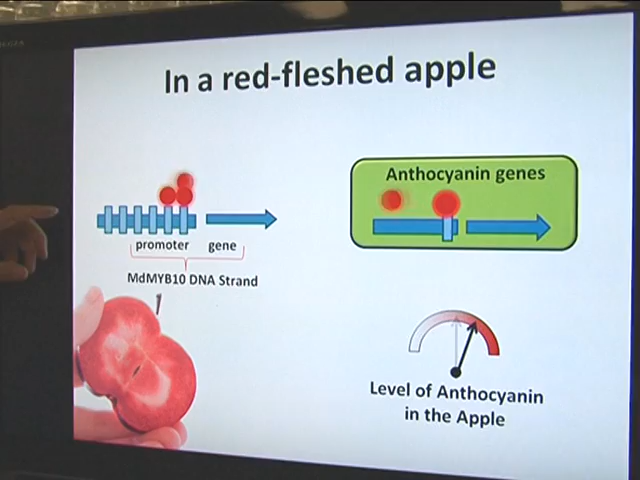 In a red-fleshed apple
Anthocyanin genes
promoter gene
MdMYB10 DNA Strand
Level of Anthocyanin
in the Apple